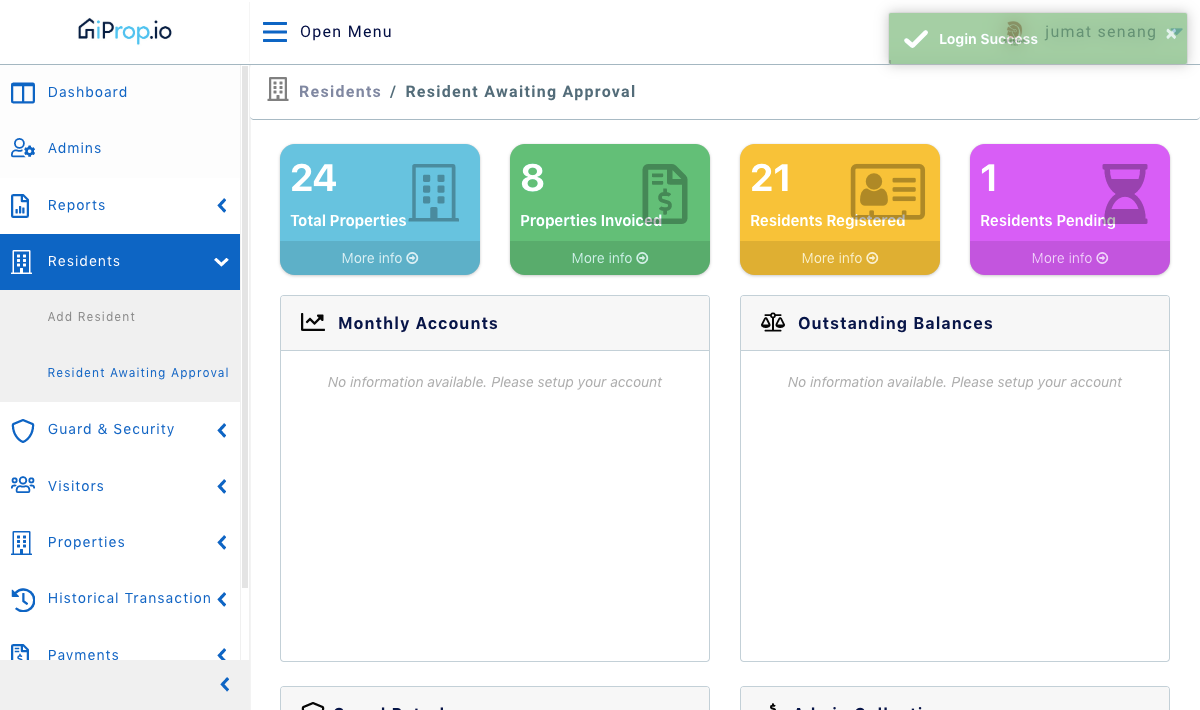 iProp.io
Open Menu
jumat senang
Login Success
×
Dashboard
Admins
Reports
Residents
Add Resident
Resident Awaiting Approval
Guard & Security
Visitors
Properties
Historical Transaction
Payments
Residents / Resident Awaiting Approval
24
Total Properties
More info
8
Properties Invoiced
More info
21
Residents Registered
More info
1
Residents Pending
More info
Monthly Accounts
No information available. Please setup your account
Outstanding Balances
No information available. Please setup your account